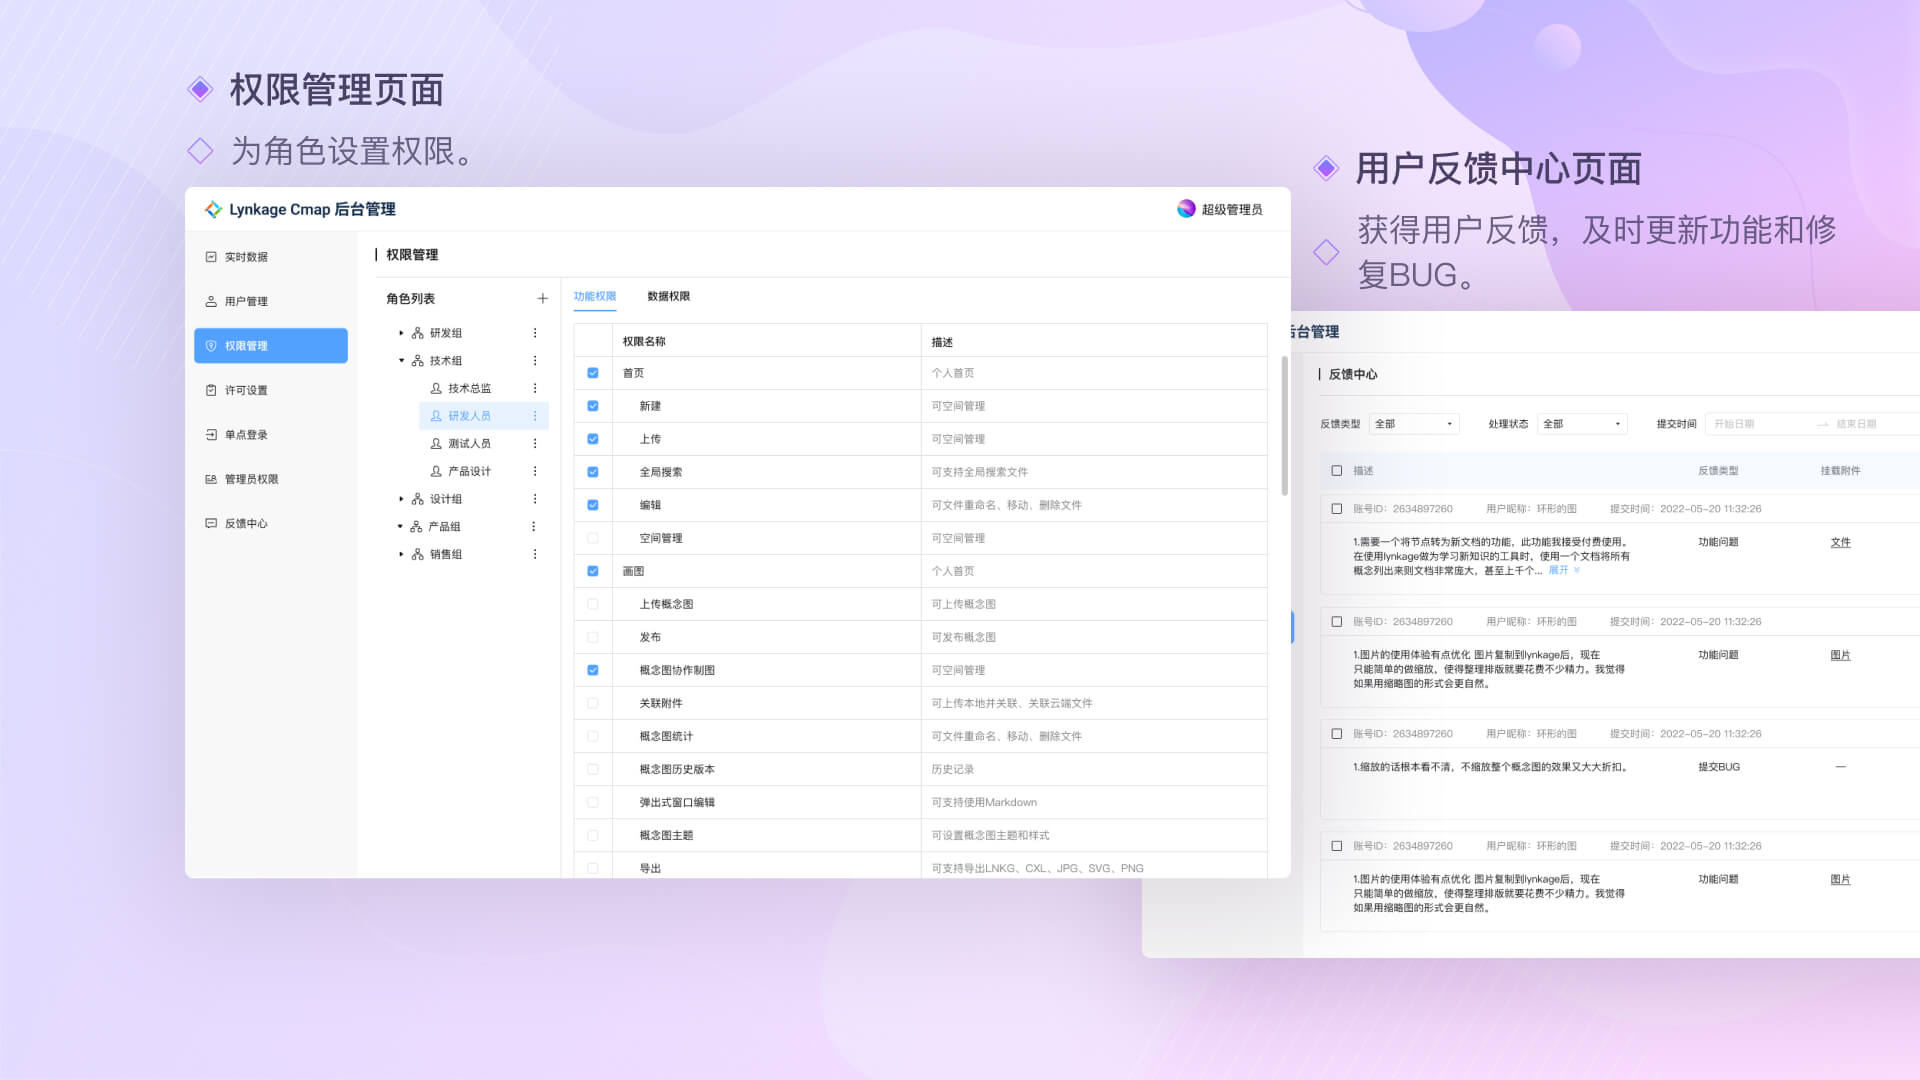 权限管理页面
为角色设置权限。
Lynkage Cmap 后台管理
超级管理员
实时数据
用户管理
权限管理
许可设置
单点登录
管理员权限
反馈中心
权限管理
角色列表
研发组
技术组
技术总监
研发人员
测试人员
产品设计
设计组
产品组
销售组
功能权限 数据权限
权限名称 描述
首页 个人首页
新建 可空间管理
上传 可空间管理
全局搜索 可支持全局搜索文件
编辑 可文件重命名、移动、删除文件
空间管理 可空间管理
画图 个人首页
上传概念图 可上传概念图
发布 可发布概念图
概念图协作制图 可空间管理
关联附件 可上传本地并关联、关联云端文件
概念图统计 可文件重命名、移动、删除文件
概念图历史版本 历史记录
弹出式窗口编辑 可支持使用Markdown
概念图主题 可设置概念图主题和样式
导出 可支持导出LNKG、CXL、JPG、SVG、PNG
用户反馈中心页面
获得用户反馈，及时更新功能和修
复BUG。
后台管理
反馈中心
反馈类型 全部 处理状态 全部 提交时间 开始日期 结束日期
描述 反馈类型 挂载附件
账号ID：2634897260 用户昵称：环形的图 提交时间：2022-05-20 11:32:26
1.需要一个将节点转为新文档的功能，此功能我接受付费使用。
在使用lynkage做为学习新知识的工具时，使用一个文档将所有
概念列出来则文档非常庞大，甚至上千个... 展开
功能问题 文件
账号ID：2634897260 用户昵称：环形的图 提交时间：2022-05-20 11:32:26
1.图片的使用体验有点优化 图片复制到lynkage后，现在
只能简单的做缩放，使得整理排版就要花费不少精力。我觉得
如果用缩略图的形式会更自然。
功能问题 图片
账号ID：2634897260 用户昵称：环形的图 提交时间：2022-05-20 11:32:26
1.缩放的话根本看不清，不缩放整个概念图的效果又大大折扣。
提交BUG —
账号ID：2634897260 用户昵称：环形的图 提交时间：2022-05-20 11:32:26
1.图片的使用体验有点优化 图片复制到lynkage后，现在
只能简单的做缩放，使得整理排版就要花费不少精力。我觉得
如果用缩略图的形式会更自然。
功能问题 图片